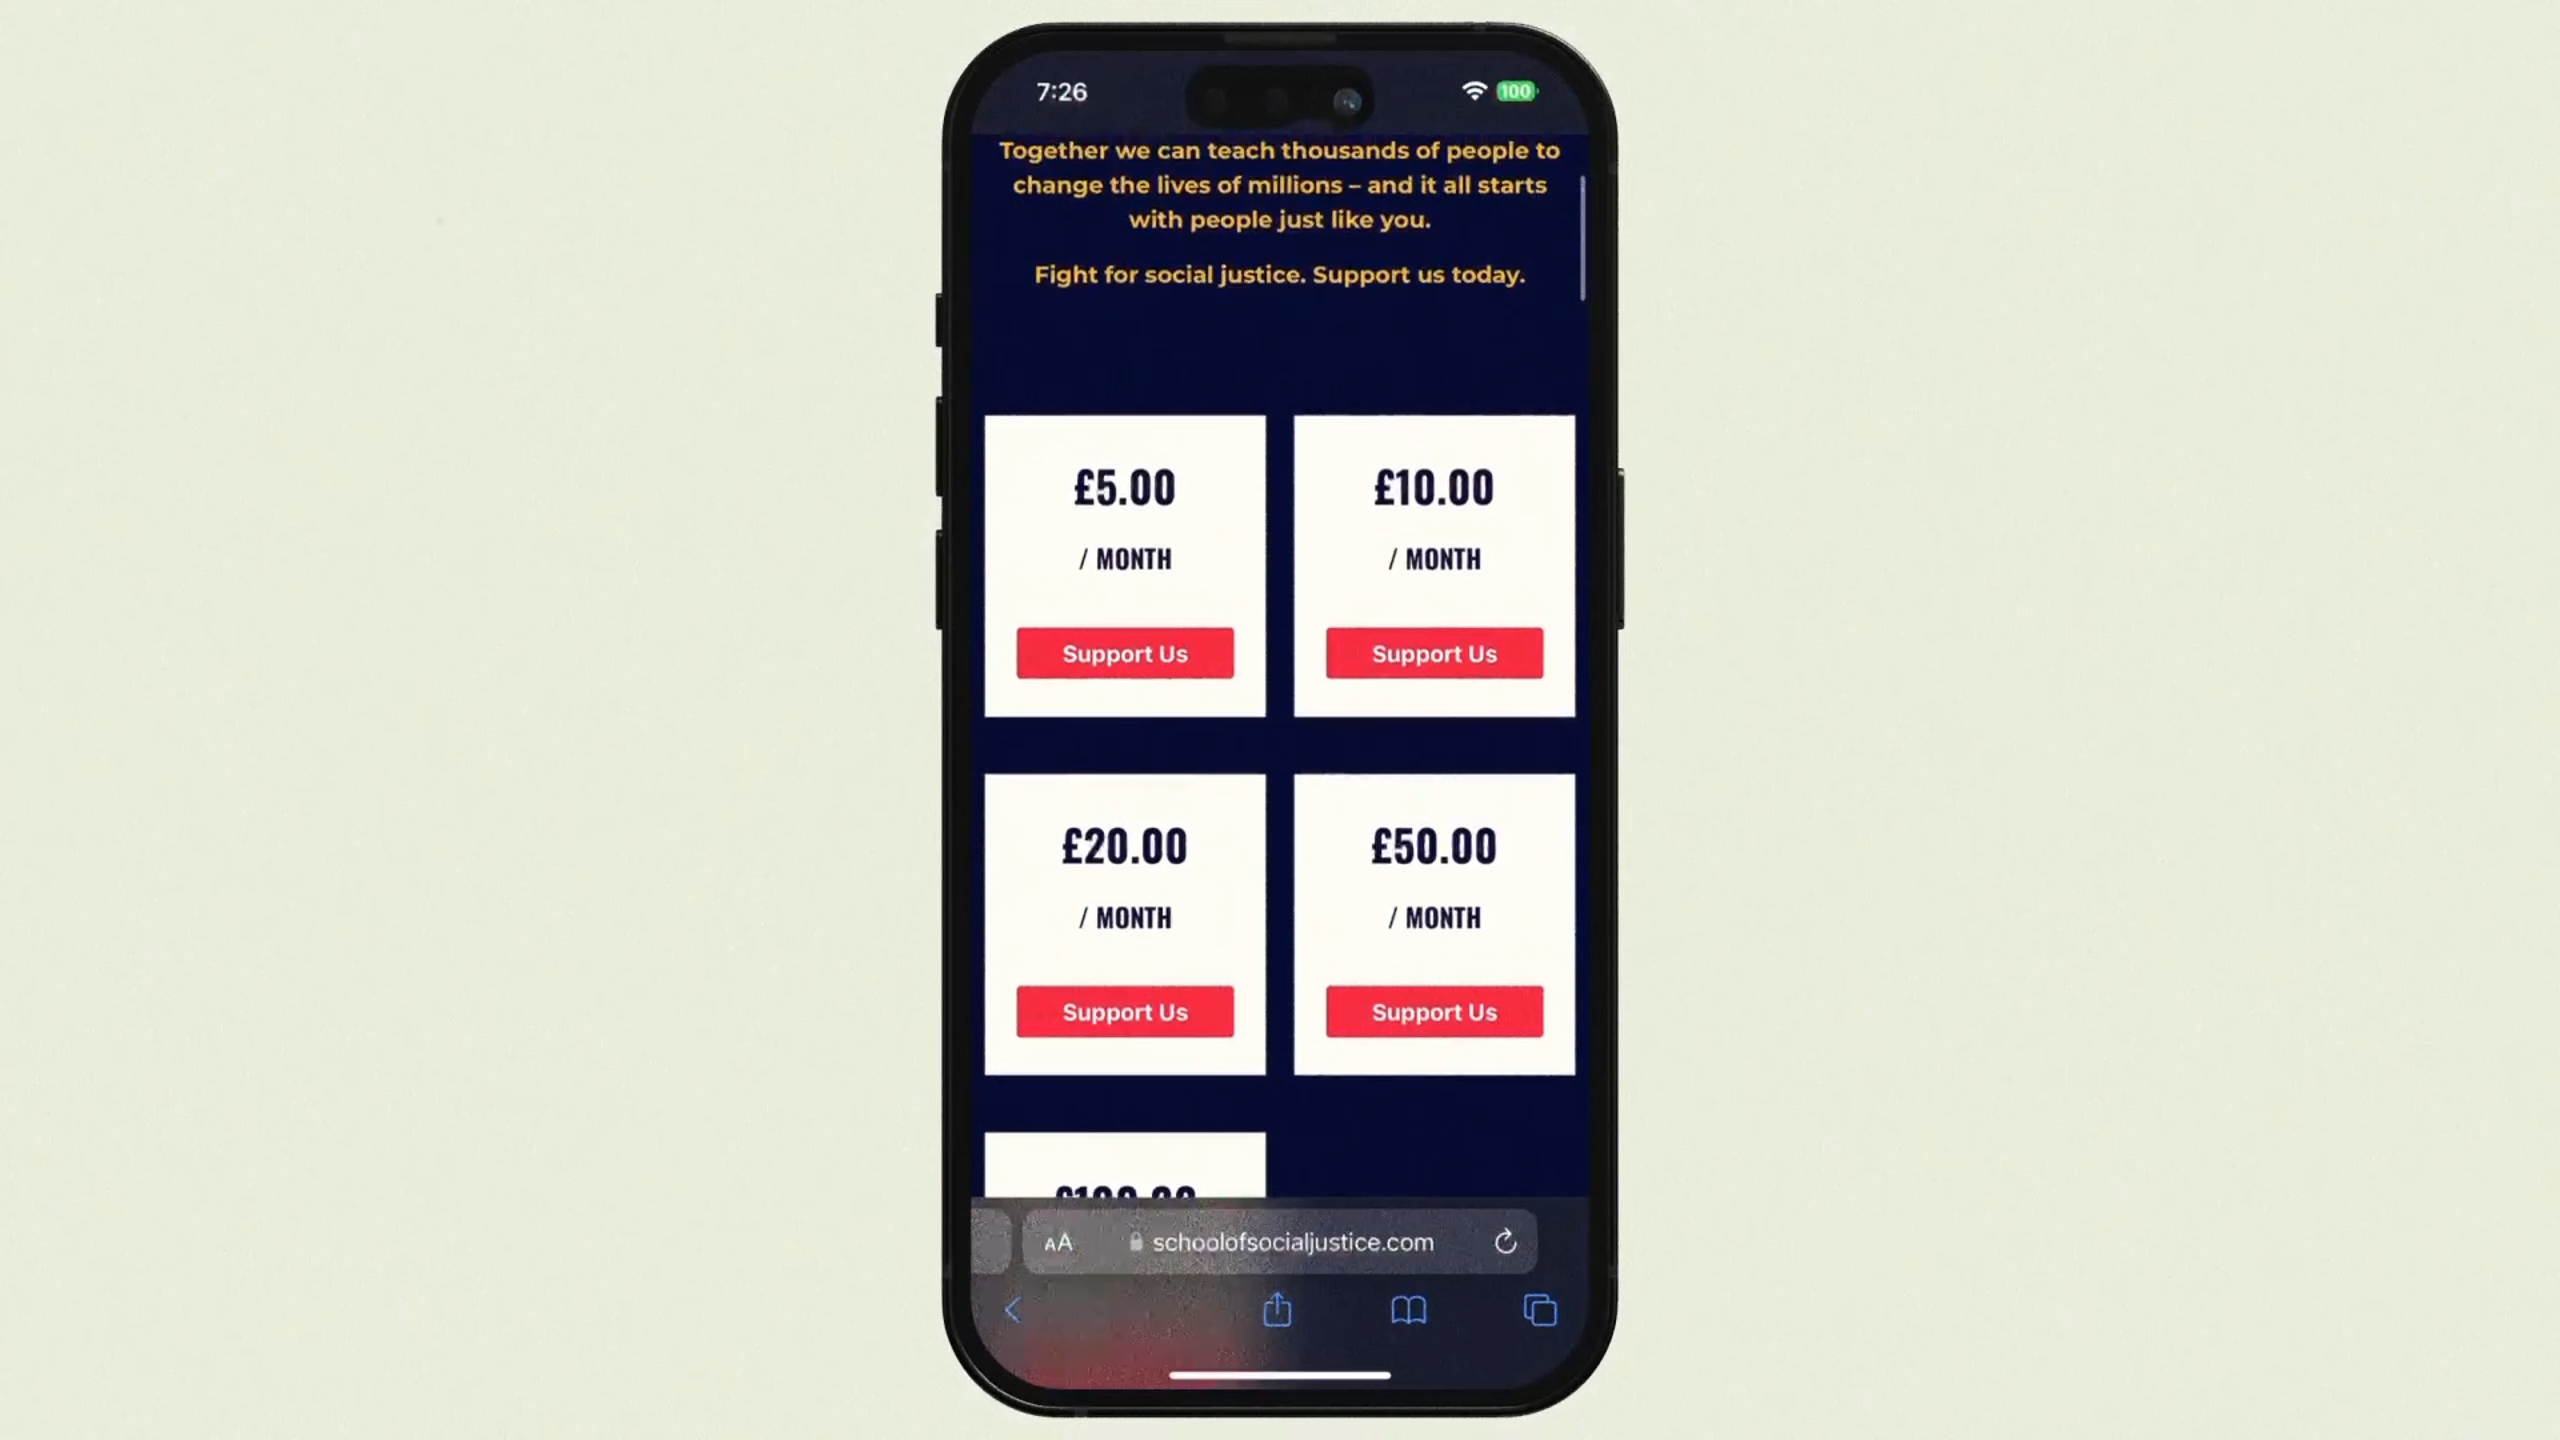 7:26
100
Together we can teach thousands of people to
change the lives of millions – and it all starts
with people just like you.
Fight for social justice. Support us today.
£5.00
/ MONTH
Support Us
£10.00
/ MONTH
Support Us
£20.00
/ MONTH
Support Us
£50.00
/ MONTH
Support Us
AA
schoolofsocialjustice.com